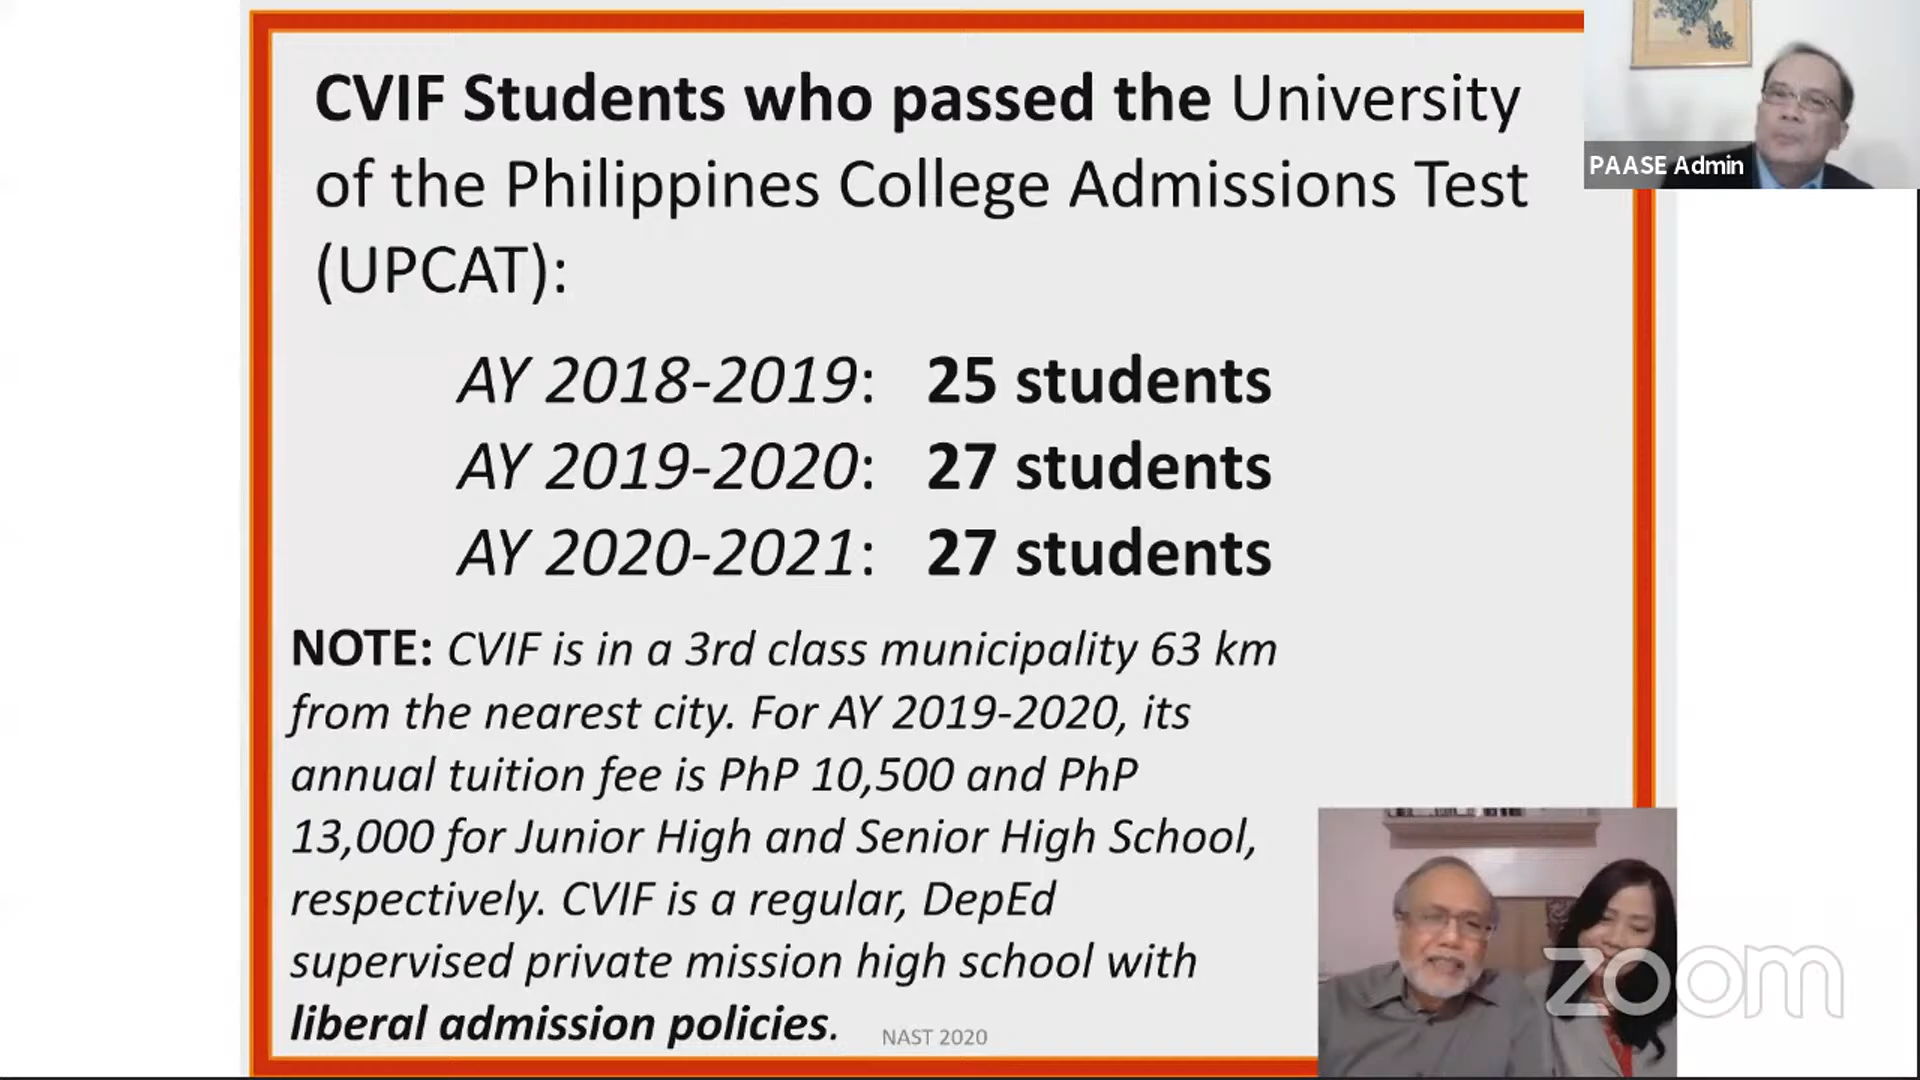 CVIF Students who passed the University
of the Philippines College Admissions Test
(UPCAT):
AY 2018-2019: 25 students
AY 2019-2020: 27 students
AY 2020-2021: 27 students
NOTE: CVIF is in a 3rd class municipality 63 km
from the nearest city. For AY 2019-2020, its
annual tuition fee is PhP 10,500 and PhP
13,000 for Junior High and Senior High School,
respectively. CVIF is a regular, DepEd
supervised private mission high school with
liberal admission policies.
NAST 2020
PAASE Admin
zoom